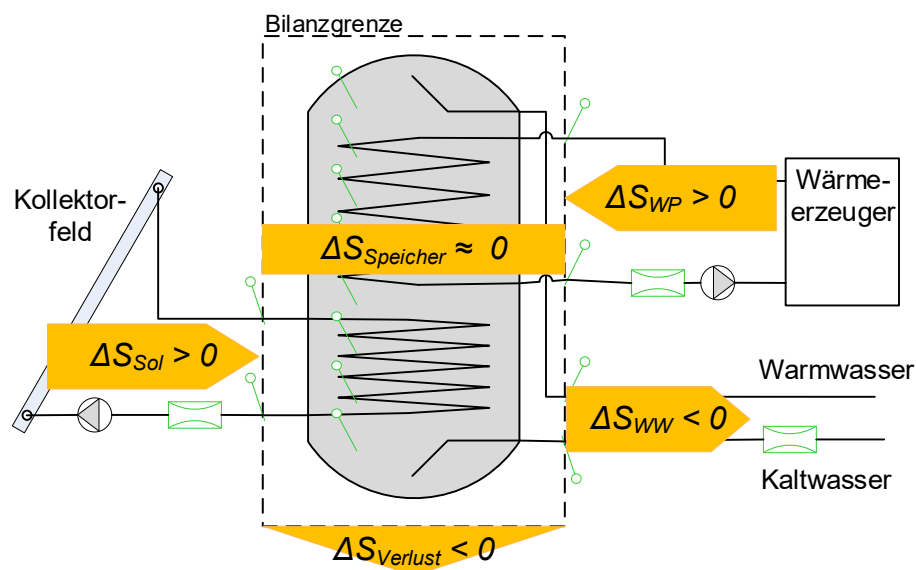 Bilanzgrenze
Kollektor-
feld
Wärme-
erzeuger
ΔS_WP > 0
ΔS_Speicher ≈ 0
ΔS_Sol > 0
Warmwasser
ΔS_WW < 0
Kaltwasser
ΔS_Verlust < 0